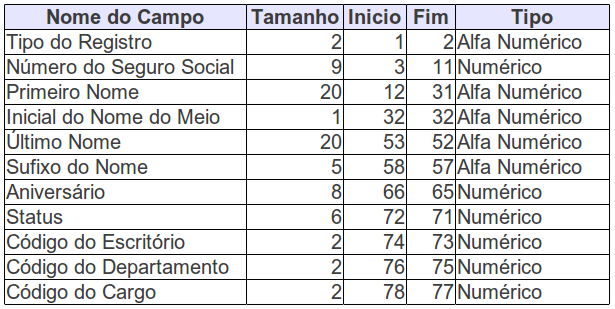 Nome do Campo Tamanho Inicio Fim Tipo
Tipo do Registro 2 1 2 Alfa Numérico
Número do Seguro Social 9 3 11 Numérico
Primeiro Nome 20 12 31 Alfa Numérico
Inicial do Nome do Meio 1 32 32 Alfa Numérico
Último Nome 20 53 52 Alfa Numérico
Sufixo do Nome 5 58 57 Alfa Numérico
Aniversário 8 66 65 Numérico
Status 6 72 71 Numérico
Código do Escritório 2 74 73 Numérico
Código do Departamento 2 76 75 Numérico
Código do Cargo 2 78 77 Numérico